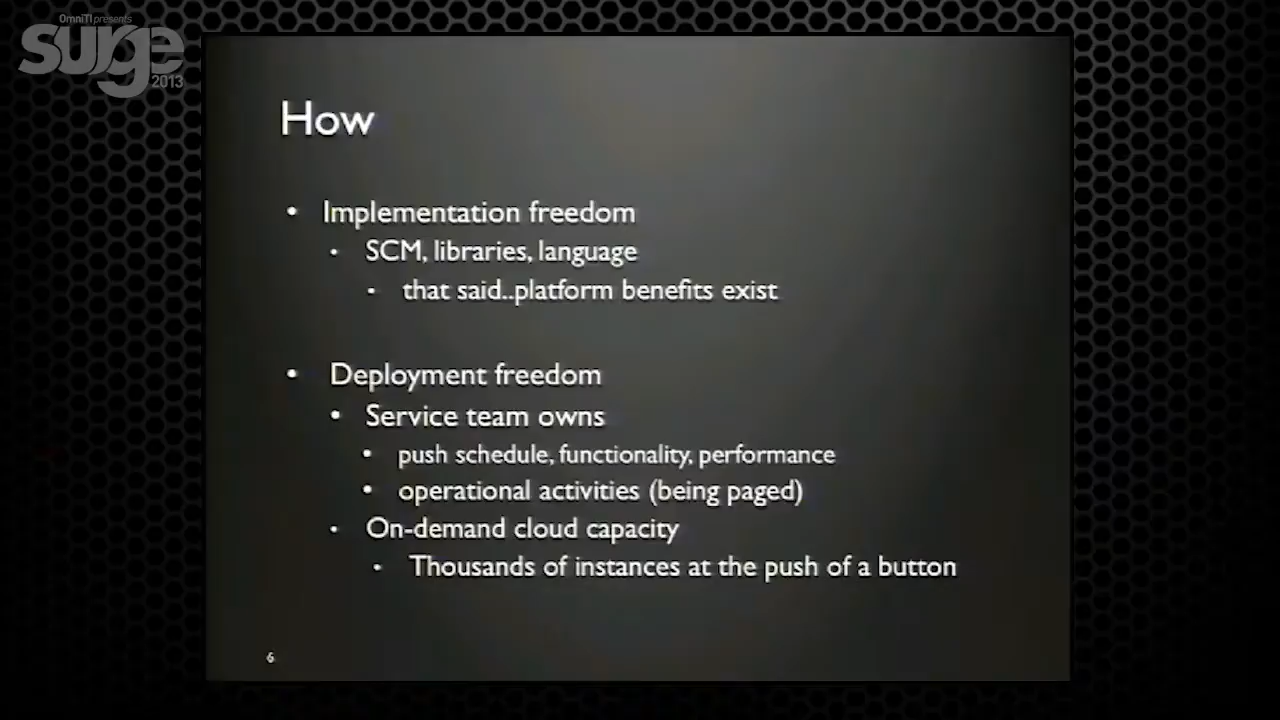 OmniTI presents
surge
2013
How
• Implementation freedom
• SCM, libraries, language
• that said..platform benefits exist
• Deployment freedom
• Service team owns
• push schedule, functionality, performance
• operational activities (being paged)
• On-demand cloud capacity
• Thousands of instances at the push of a button
6